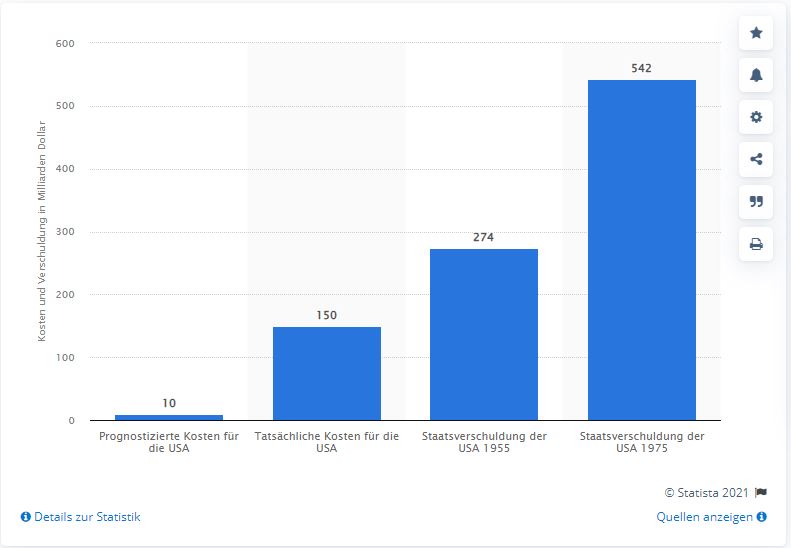 600
500
400
300
200
100
0
Kosten und Verschuldung in Milliarden Dollar
10
150
274
542
Prognostizierte Kosten für
die USA
Tatsächliche Kosten für die
USA
Staatsverschuldung der
USA 1955
Staatsverschuldung der
USA 1975
© Statista 2021
Details zur Statistik
Quellen anzeigen